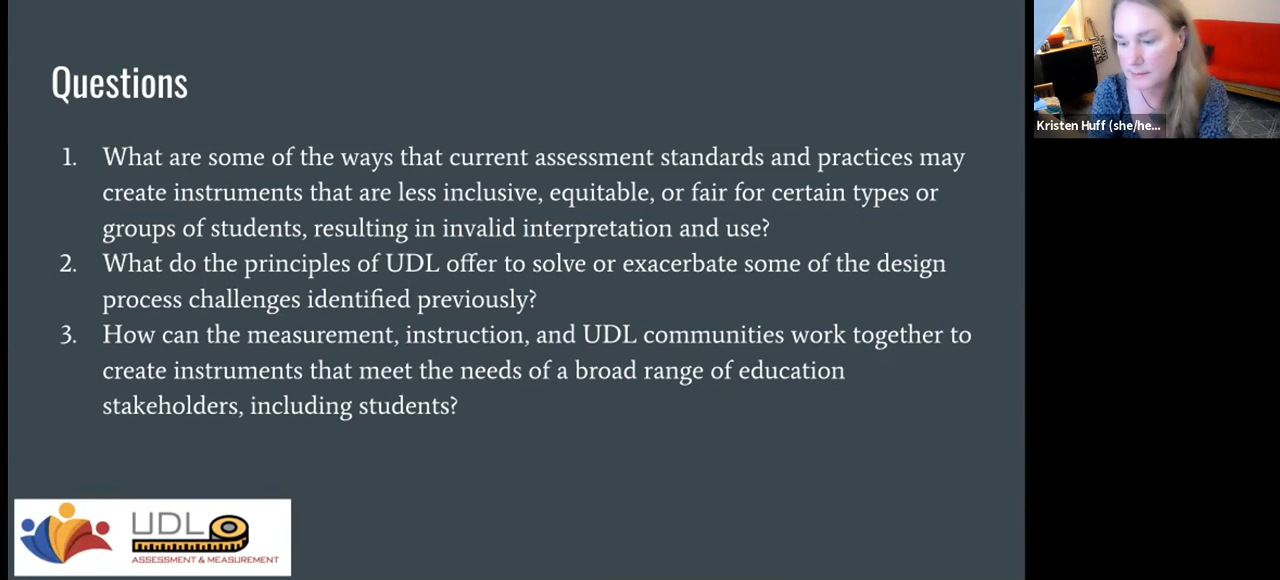 Questions
1. What are some of the ways that current assessment standards and practices may
create instruments that are less inclusive, equitable, or fair for certain types or
groups of students, resulting in invalid interpretation and use?
2. What do the principles of UDL offer to solve or exacerbate some of the design
process challenges identified previously?
3. How can the measurement, instruction, and UDL communities work together to
create instruments that meet the needs of a broad range of education
stakeholders, including students?
UDL
ASSESSMENT & MEASUREMENT
Kristen Huff (she/he...